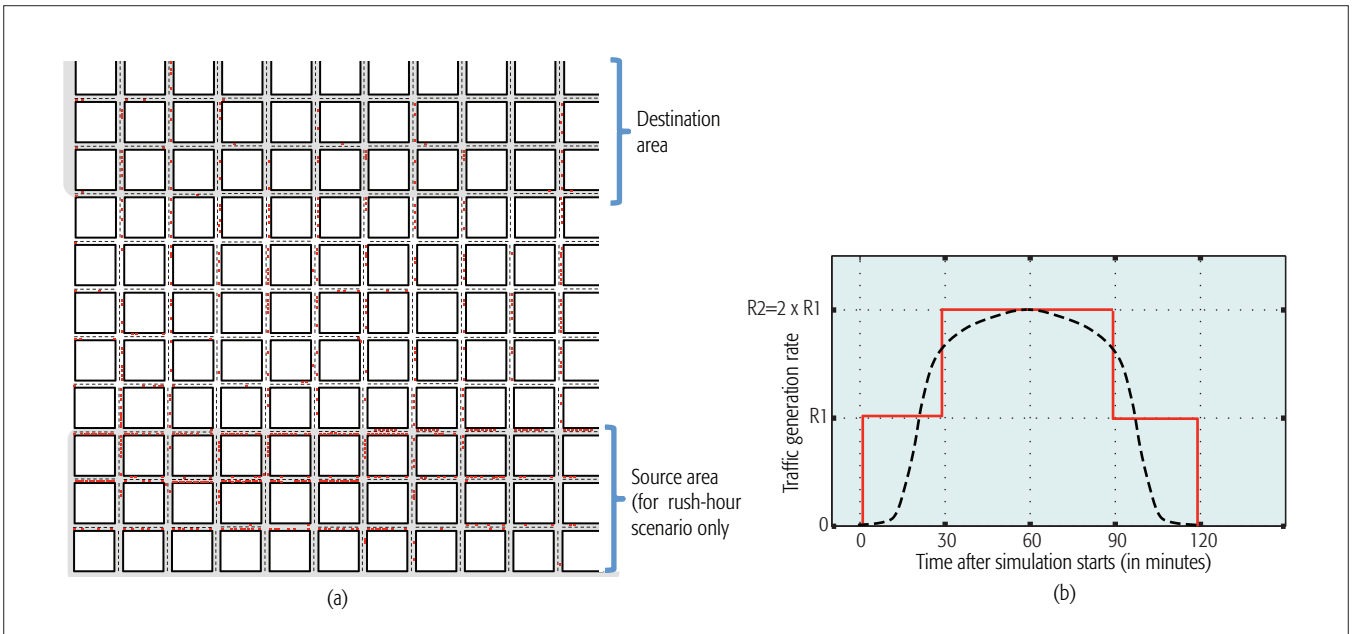 Destination
area
Source area
(for rush-hour
scenario only
(a)
Traffic generation rate
R2=2 x R1
R1
0
0 30 60 90 120
Time after simulation starts (in minutes)
(b)